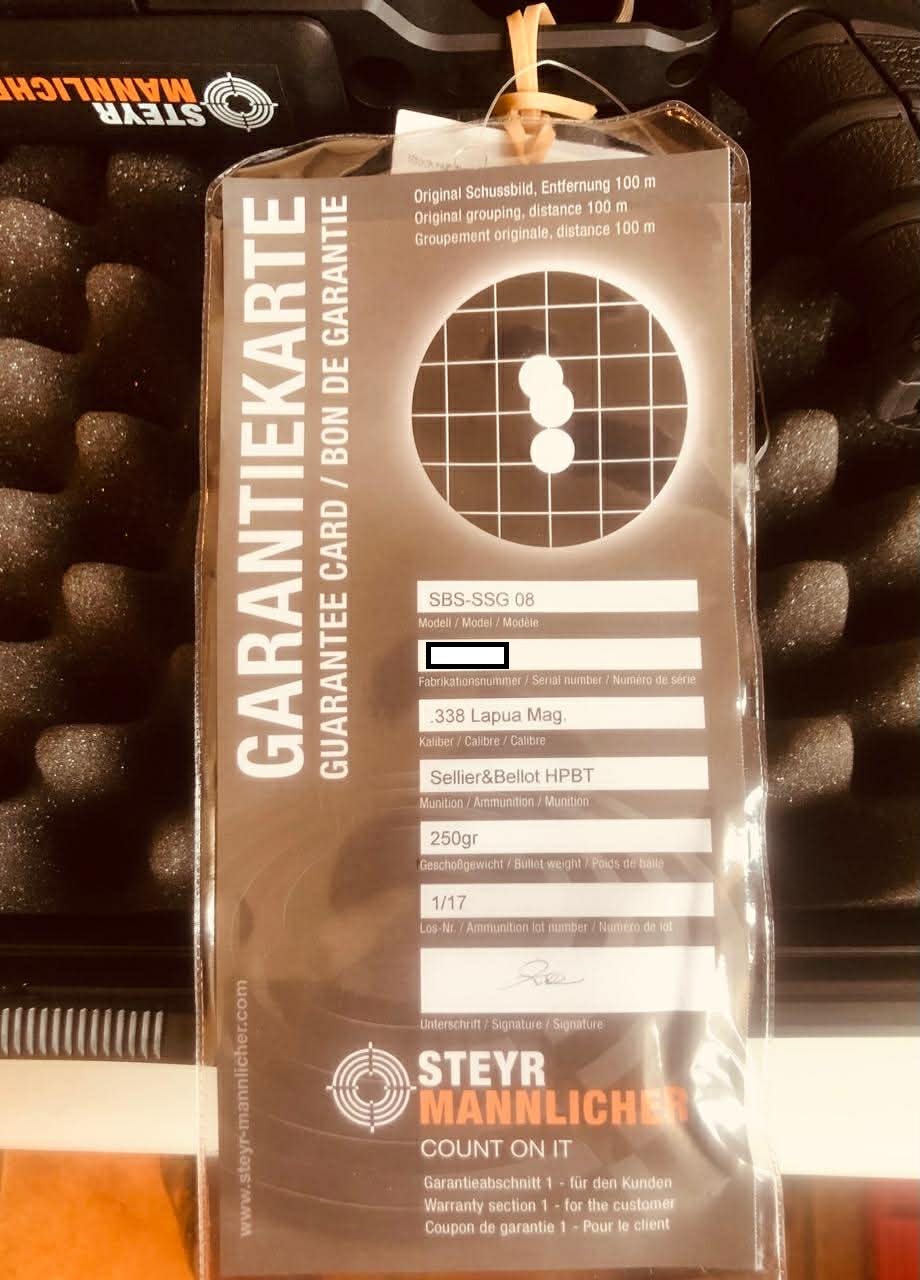 STEYR
MANNLICHE
Original Schussbild, Entfernung 100 m
Original grouping, distance 100 m
Groupement originale, distance 100 m
GARANTIEKARTE
GUARANTEE CARD / BON DE GARANTIE
SBS-SSG 08
Modell / Model / Modèle
Fabrikationsnummer / Serial number / Numéro de série
.338 Lapua Mag.
Kaliber / Calibre / Calibre
Sellier&Bellot HPBT
Munition / Ammunition / Munition
250gr
Geschoßgewicht / Bullet weight / Poids de balle
1/17
Los-Nr. / Ammunition lot number / Numéro de lot
Unterschrift / Signature / Signature
www.steyr-mannlicher.com
STEYR
MANNLICHER
COUNT ON IT
Garantieabschnitt 1 - für den Kunden
Warranty section 1 - for the customer
Coupon de garantie 1 - Pour le client